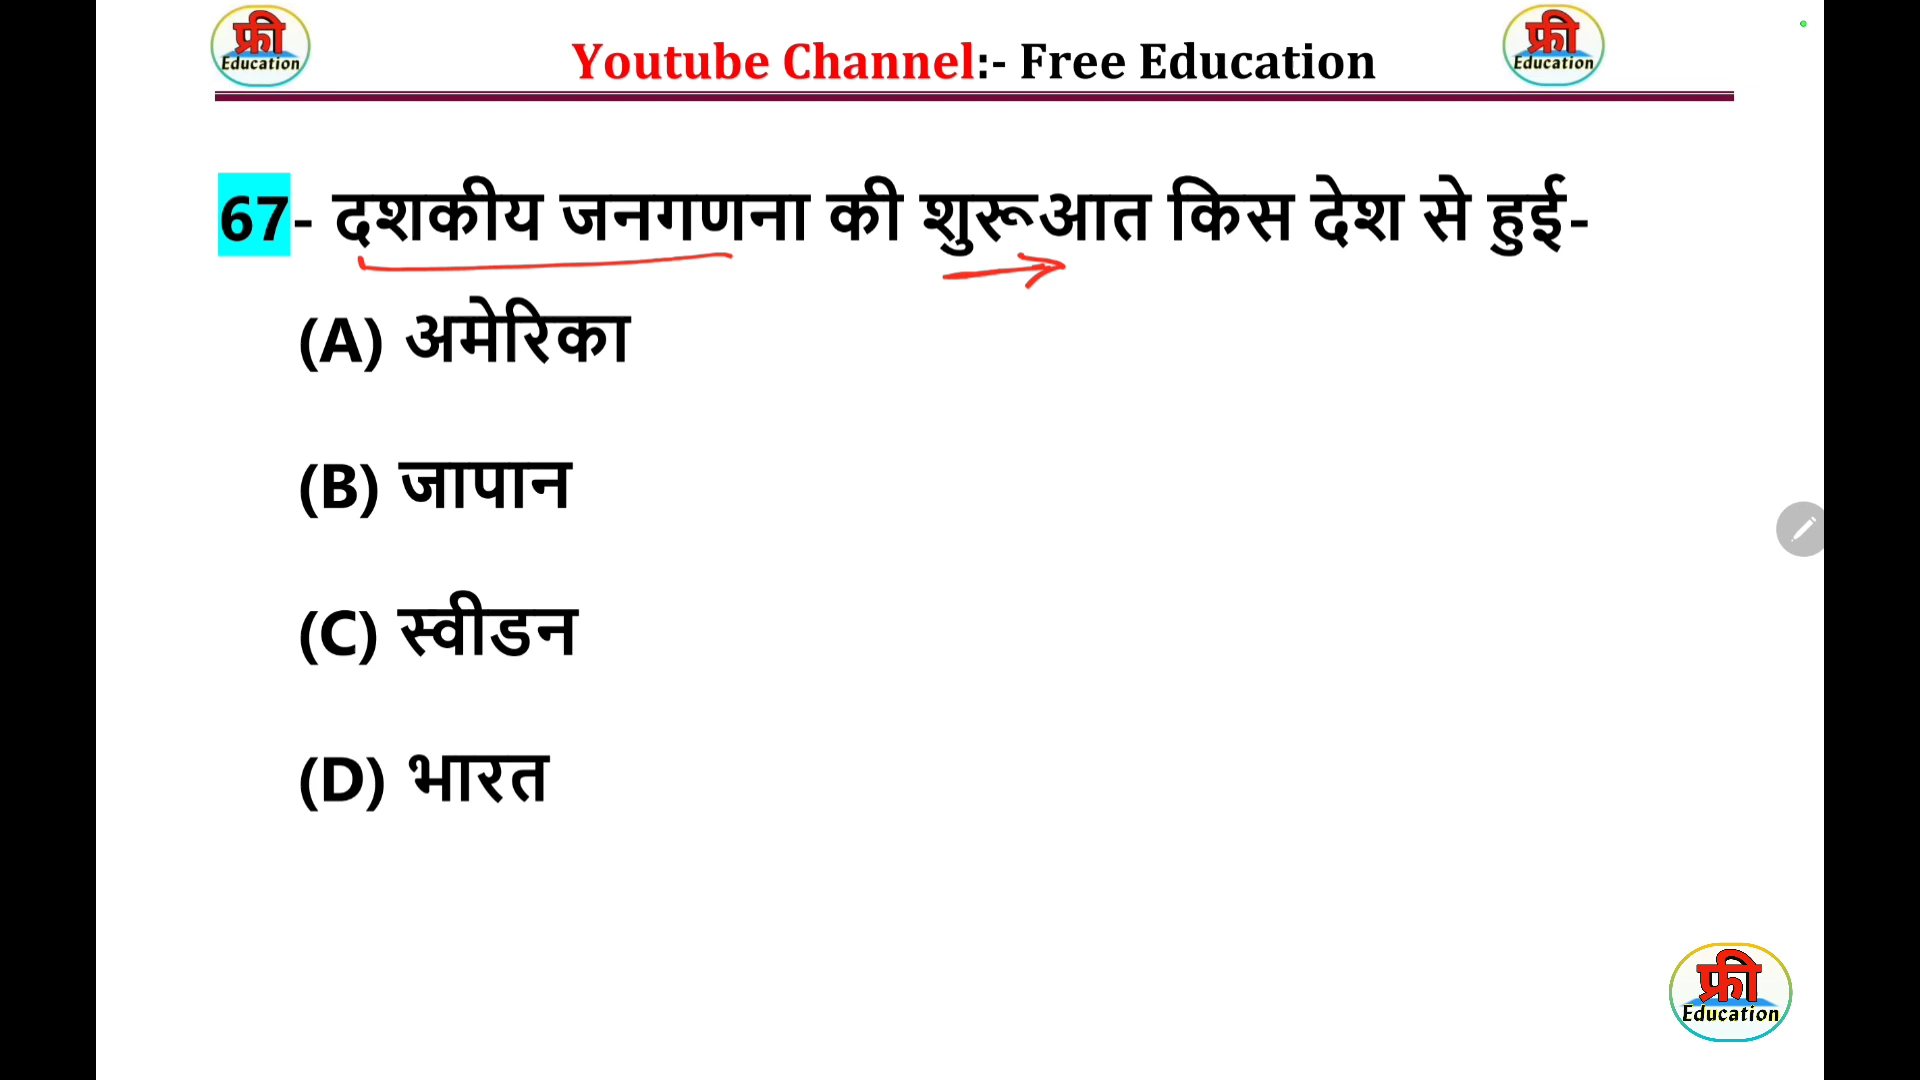 फ्री
Education
Youtube Channel:- Free Education
फ्री
Education
67- दशकीय जनगणना की शुरूआत किस देश से हुई-
(A) अमेरिका
(B) जापान
(C) स्वीडन
(D) भारत
फ्री
Education